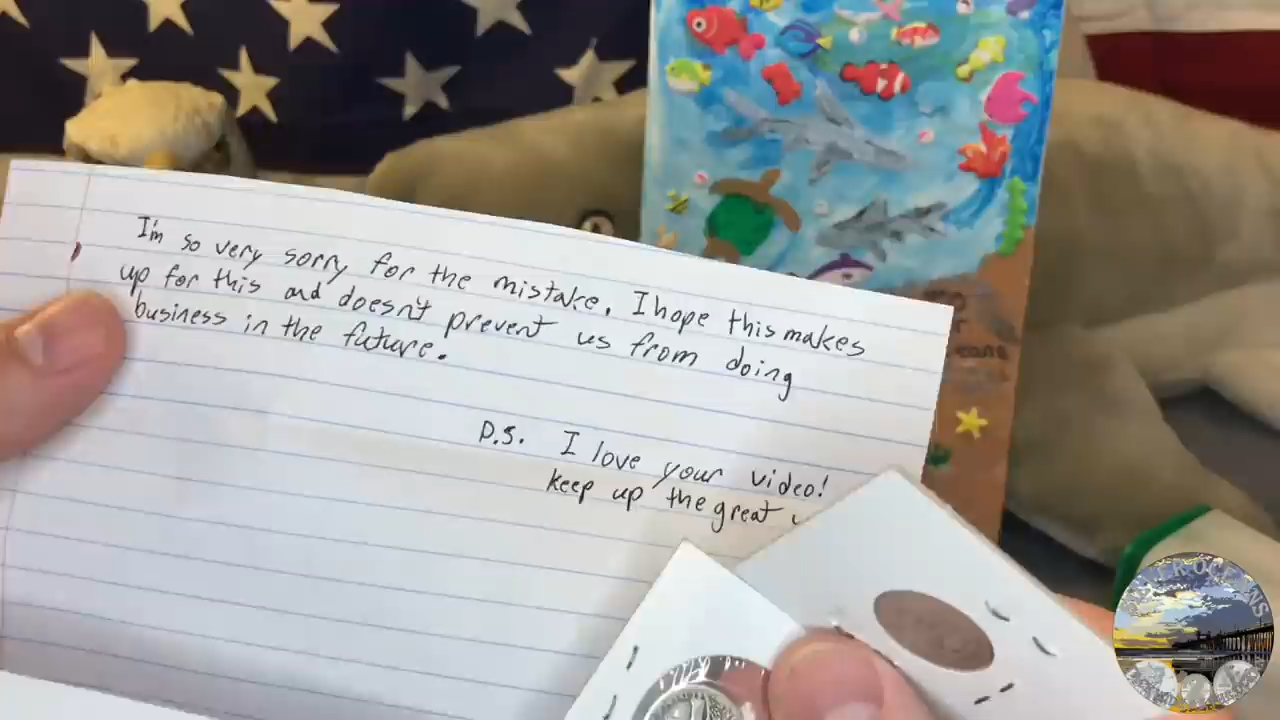 I'm so very sorry for the mistake. I hope this makes
up for this and doesn't prevent us from doing
business in the future.
P.S. I love your video!
keep up the great